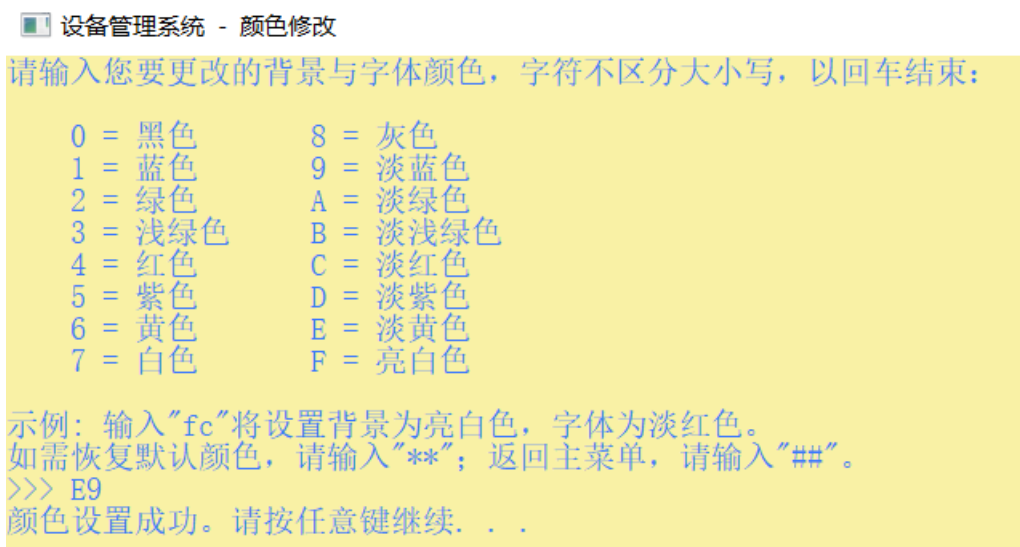 设备管理系统 - 颜色修改
请输入您要更改的背景与字体颜色，字符不区分大小写，以回车结束：
0 = 黑色 8 = 灰色
1 = 蓝色 9 = 淡蓝色
2 = 绿色 A = 淡绿色
3 = 浅绿色 B = 淡浅绿色
4 = 红色 C = 淡红色
5 = 紫色 D = 淡紫色
6 = 黄色 E = 淡黄色
7 = 白色 F = 亮白色
示例：输入"fc"将设置背景为亮白色，字体为淡红色。
如需恢复默认颜色，请输入"**"；返回主菜单，请输入"##"。
>>> E9
颜色设置成功。请按任意键继续. . .